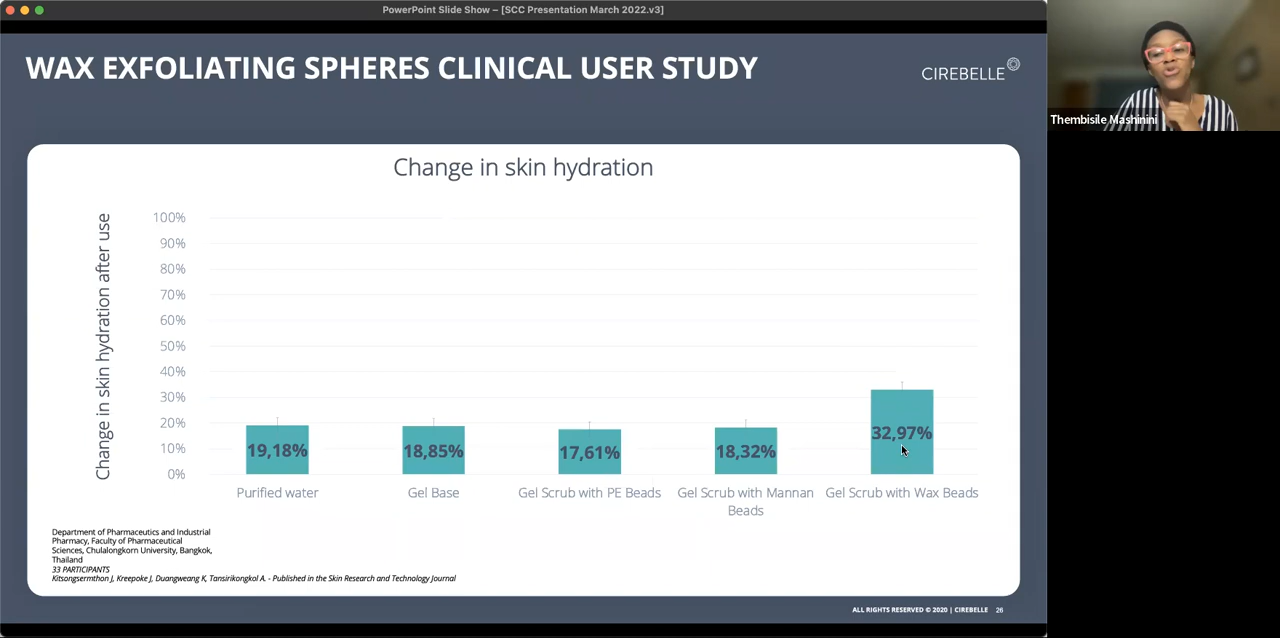 PowerPoint Slide Show – [SCC Presentation March 2022.v3]
WAX EXFOLIATING SPHERES CLINICAL USER STUDY
CIREBELLE
Thembisile Mashinini
Change in skin hydration
Change in skin hydration after use
100%
90%
80%
70%
60%
50%
40%
30%
20%
10%
0%
19,18%
18,85%
17,61%
18,32%
32,97%
Purified water
Gel Base
Gel Scrub with PE Beads
Gel Scrub with Mannan
Beads
Gel Scrub with Wax Beads
Department of Pharmaceutics and Industrial
Pharmacy, Faculty of Pharmaceutical
Sciences, Chulalongkorn University, Bangkok,
Thailand
33 PARTICIPANTS
Kitsongsermthon J, Kreepoke J, Duangweang K, Tansirikongkol A. - Published in the Skin Research and Technology Journal
ALL RIGHTS RESERVED © 2020 | CIREBELLE 26